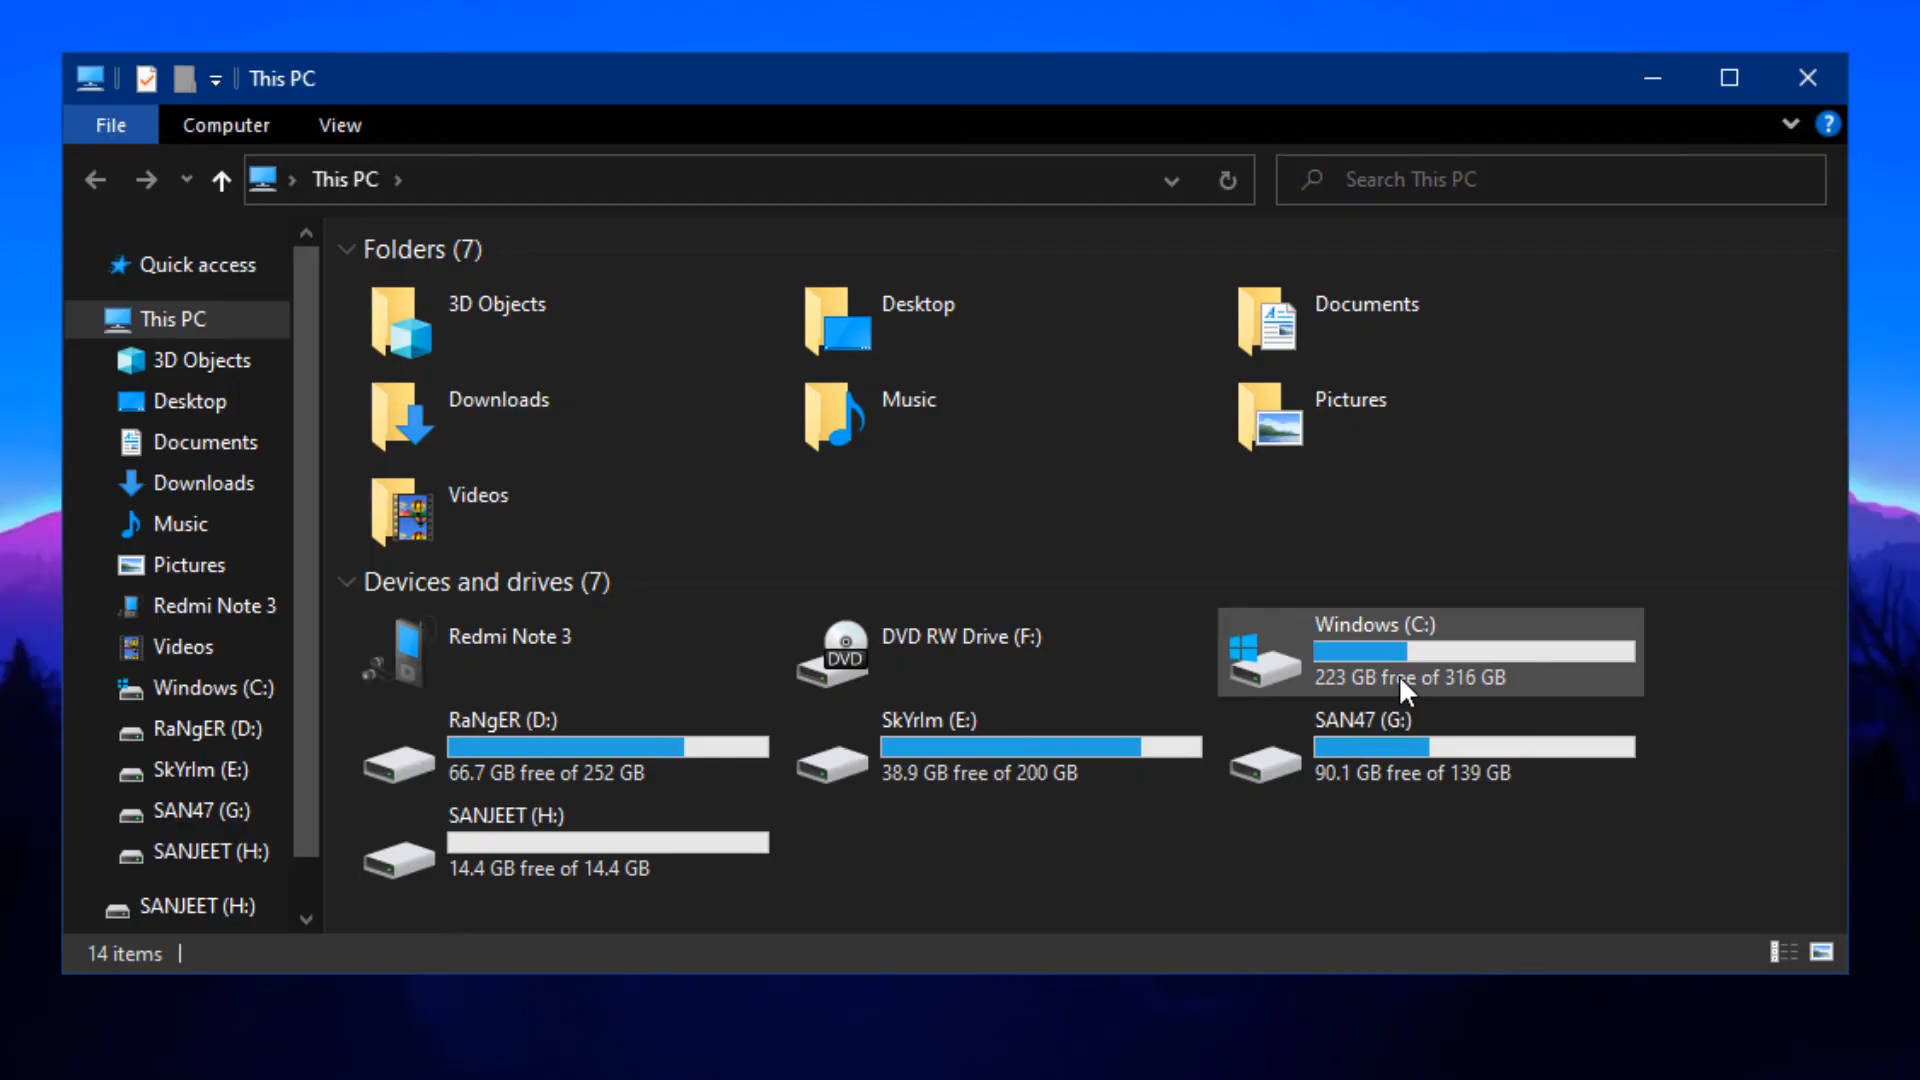 This PC
File
Computer
View
?
This PC
Search This PC
Quick access
This PC
3D Objects
Desktop
Documents
Downloads
Music
Pictures
Redmi Note 3
Videos
Windows (C:)
RaNgER (D:)
SkYrIm (E:)
SAN47 (G:)
SANJEET (H:)
SANJEET (H:)
Folders (7)
3D Objects
Desktop
Documents
Downloads
Music
Pictures
Videos
Devices and drives (7)
Redmi Note 3
DVD
DVD RW Drive (F:)
Windows (C:)
223 GB free of 316 GB
RaNgER (D:)
66.7 GB free of 252 GB
SkYrIm (E:)
38.9 GB free of 200 GB
SAN47 (G:)
90.1 GB free of 139 GB
SANJEET (H:)
14.4 GB free of 14.4 GB
14 items